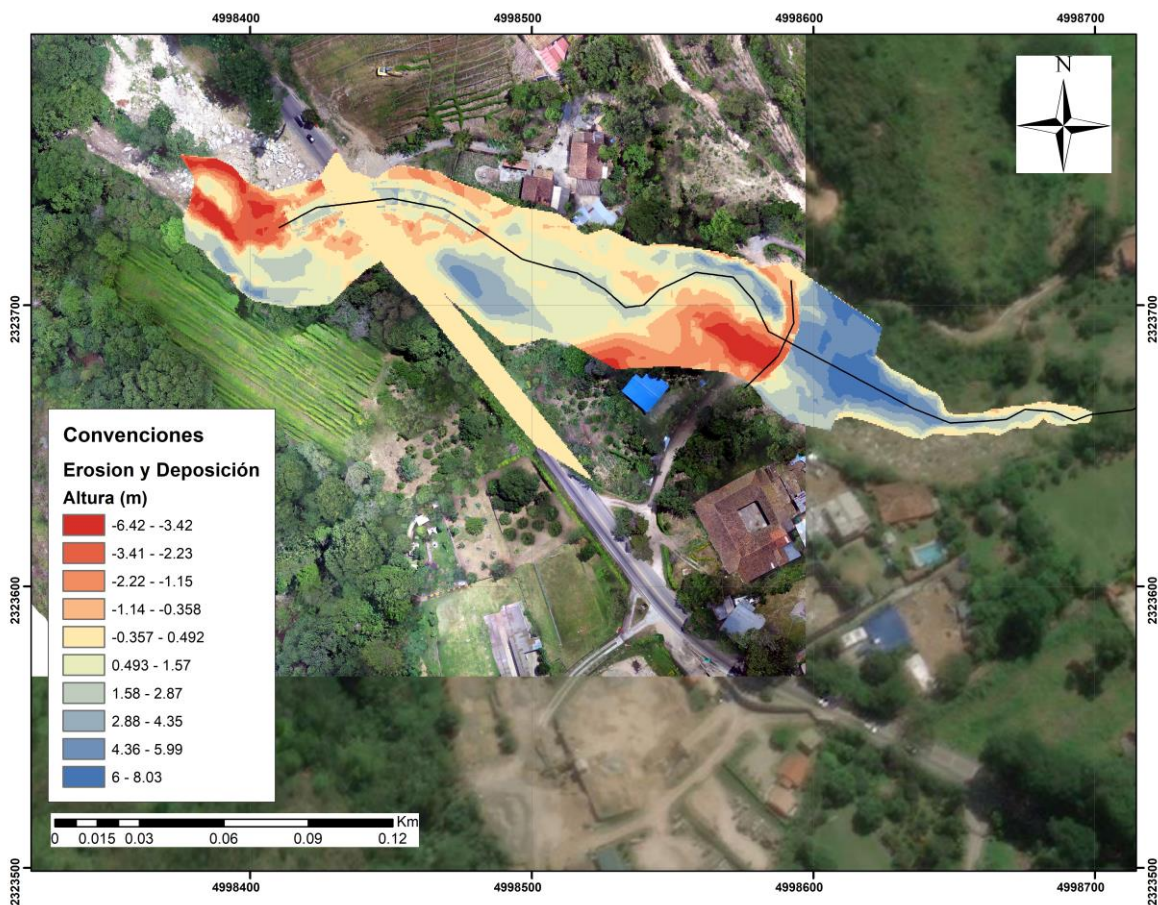 4998400 4998500 4998600 4998700
N
2323700 2323700
Convenciones
Erosion y Deposición
Altura (m)
-6.42 - -3.42
-3.41 - -2.23
-2.22 - -1.15
-1.14 - -0.358
-0.357 - 0.492
0.493 - 1.57
1.58 - 2.87
2.88 - 4.35
4.36 - 5.99
6 - 8.03
2323600 2323600
Km
0 0.015 0.03 0.06 0.09 0.12
2323500 2323500
4998400 4998500 4998600 4998700